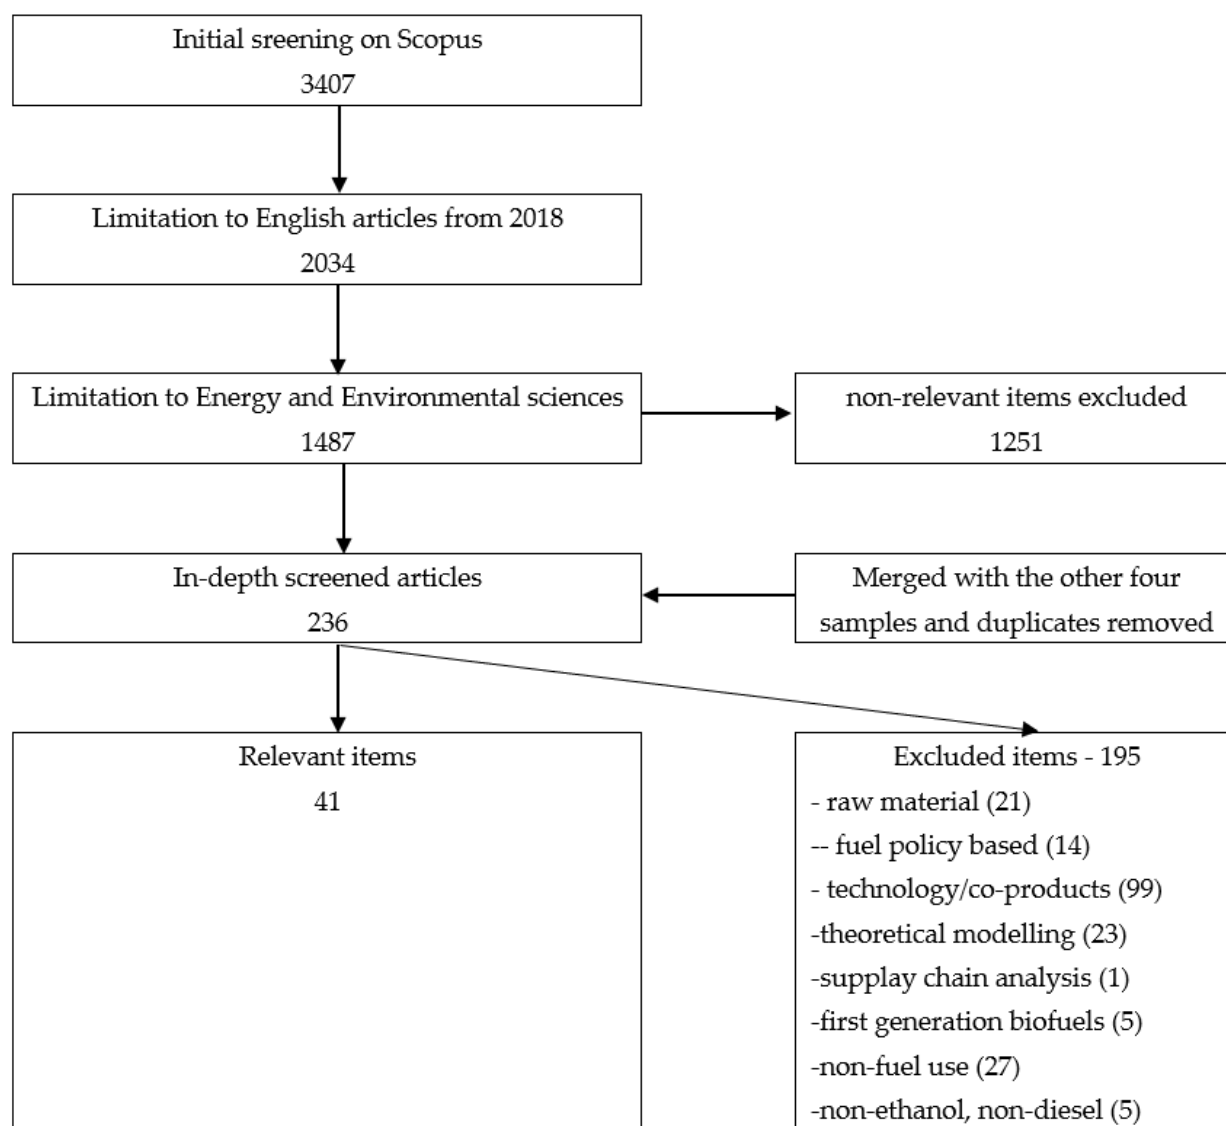 Initial sreening on Scopus
3407
Limitation to English articles from 2018
2034
Limitation to Energy and Environmental sciences
1487
non-relevant items excluded
1251
In-depth screened articles
236
Merged with the other four
samples and duplicates removed
Relevant items
41
Excluded items - 195
- raw material (21)
-- fuel policy based (14)
- technology/co-products (99)
-theoretical modelling (23)
-supplay chain analysis (1)
-first generation biofuels (5)
-non-fuel use (27)
-non-ethanol, non-diesel (5)